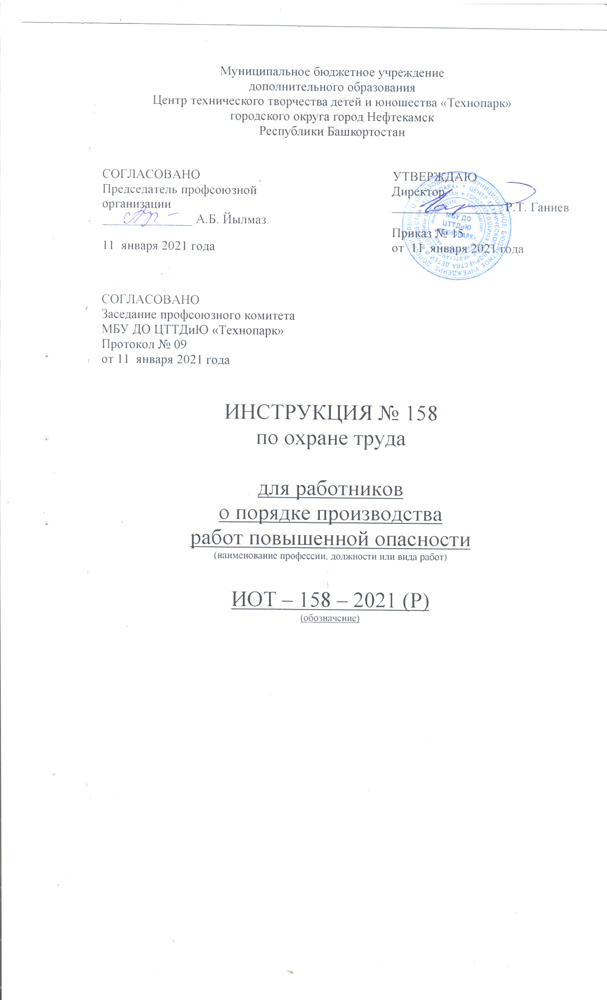 Муниципальное бюджетное учреждение
дополнительного образования
Центр технического творчества детей и юношества «Технопарк»
городского округа город Нефтекамск
Республики Башкортостан
СОГЛАСОВАНО
Председатель профсоюзной
организации
______________ А.Б. Йылмаз
11 января 2021 года
УТВЕРЖДАЮ
Директор
_________________ Р.Т. Ганиев
Приказ № 15
от 11 января 2021 года
МБУ ДО
ЦТТДиЮ
«ТЕХНОПАРК»
СОГЛАСОВАНО
Заседание профсоюзного комитета
МБУ ДО ЦТТДиЮ «Технопарк»
Протокол № 09
от 11 января 2021 года
ИНСТРУКЦИЯ № 158
по охране труда
для работников
о порядке производства
работ повышенной опасности
(наименование профессии, должности или вида работ)
ИОТ – 158 – 2021 (Р)
(обозначение)